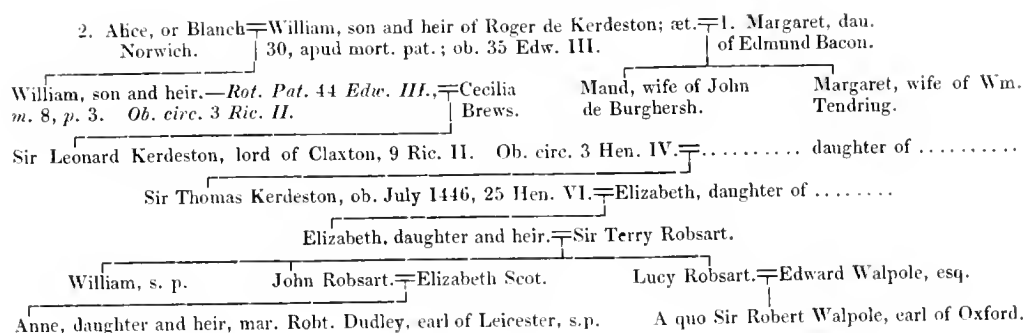 2. Alice, or Blanch╤William, son and heir of Roger de Kerdeston; æt.╤1. Margaret, dau.
Norwich. 30, apud mort. pat.; ob. 35 Edw. III. of Edmund Bacon.
William, son and heir.—Rot. Pat. 44 Edw. III.,╤Cecilia Mand, wife of John Margaret, wife of Wm.
m. 8, p. 3. Ob. circ. 3 Ric. II. Brews. de Burghersh. Tendring.
Sir Leonard Kerdeston, lord of Claxton, 9 Ric. II. Ob. circ. 3 Hen. IV.╤.......... daughter of ..........
Sir Thomas Kerdeston, ob. July 1446, 25 Hen. VI.╤Elizabeth, danghter of ........
Elizabeth, daughter and heir.╤Sir Terry Robsart.
William, s. p. John Robsart.╤Elizabeth Scot. Lucy Robsart.╤Edward Walpole, esq.
Anne, daughter and heir, mar. Robt. Dudley, earl of Leicester, s.p. A quo Sir Robert Walpole, earl of Oxford.